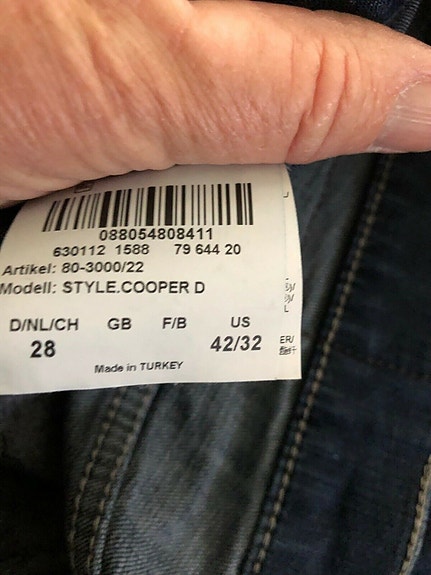 088054808411
630112 1588 79 644 20
Artikel: 80-3000/22
Modell: STYLE.COOPER D
D/NL/CH GB F/B US
28 42/32
Made in TURKEY
L
ER/